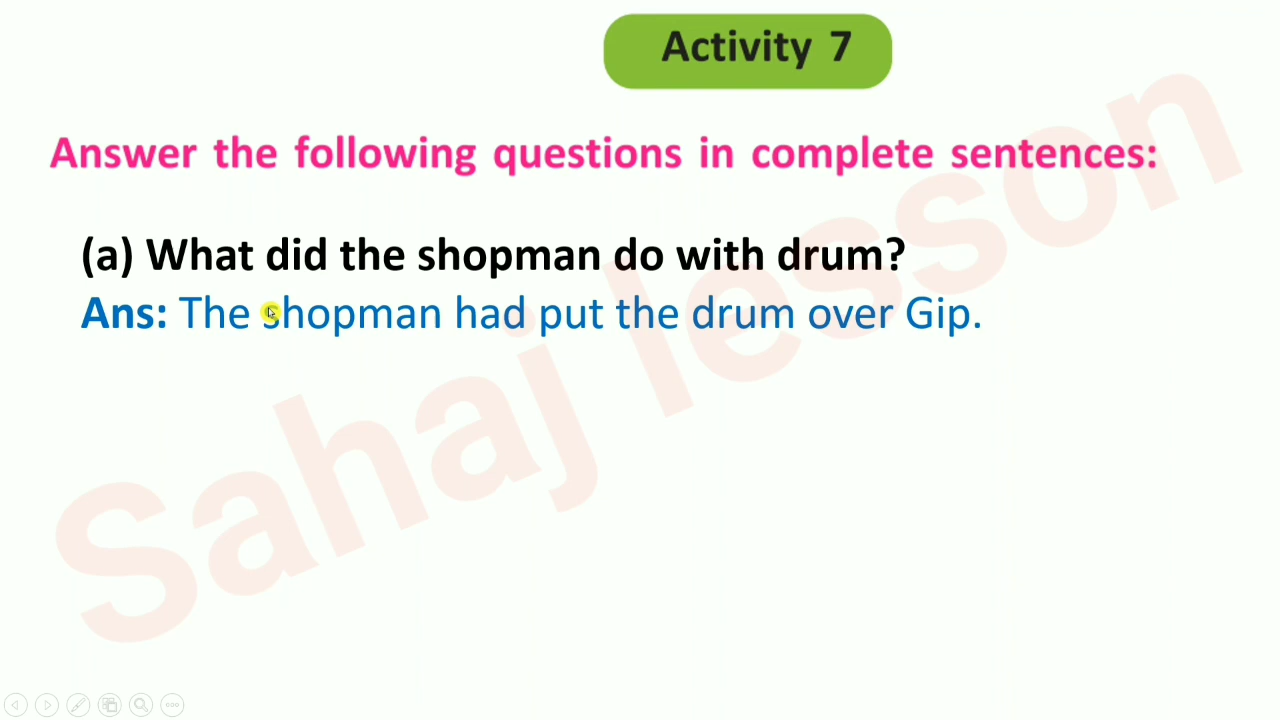 Activity 7
Answer the following questions in complete sentences:
(a) What did the shopman do with drum?
Ans: The shopman had put the drum over Gip.
Sahaj lesson